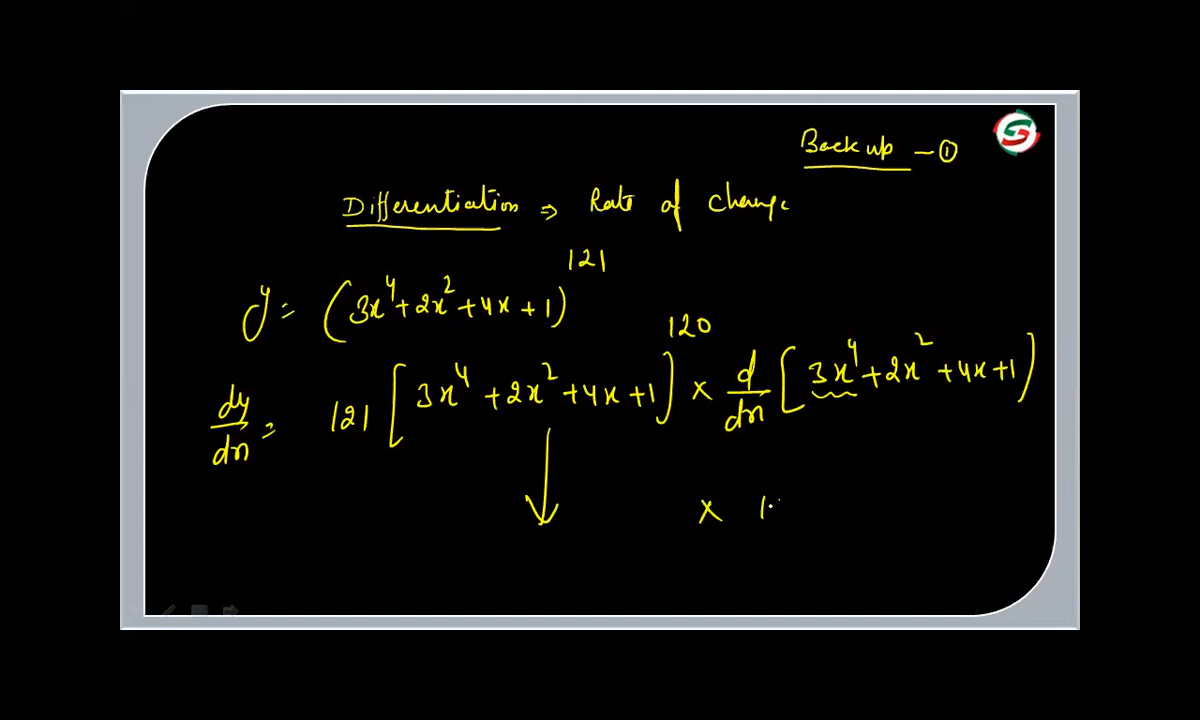 Back up - ①
Differentiation ⇒ Rate of change
y = (3x⁴+2x²+4x+1)¹²¹
dy/dx = 121 [3x⁴+2x²+4x+1]¹²⁰ × d/dx [3x⁴+2x²+4x+1]
× 1